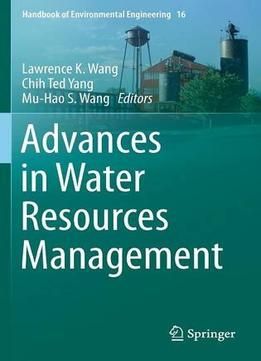 Handbook of Environmental Engineering 16
Lawrence K. Wang
Chih Ted Yang
Mu-Hao S. Wang Editors
Advances
in Water
Resources
Management
Springer